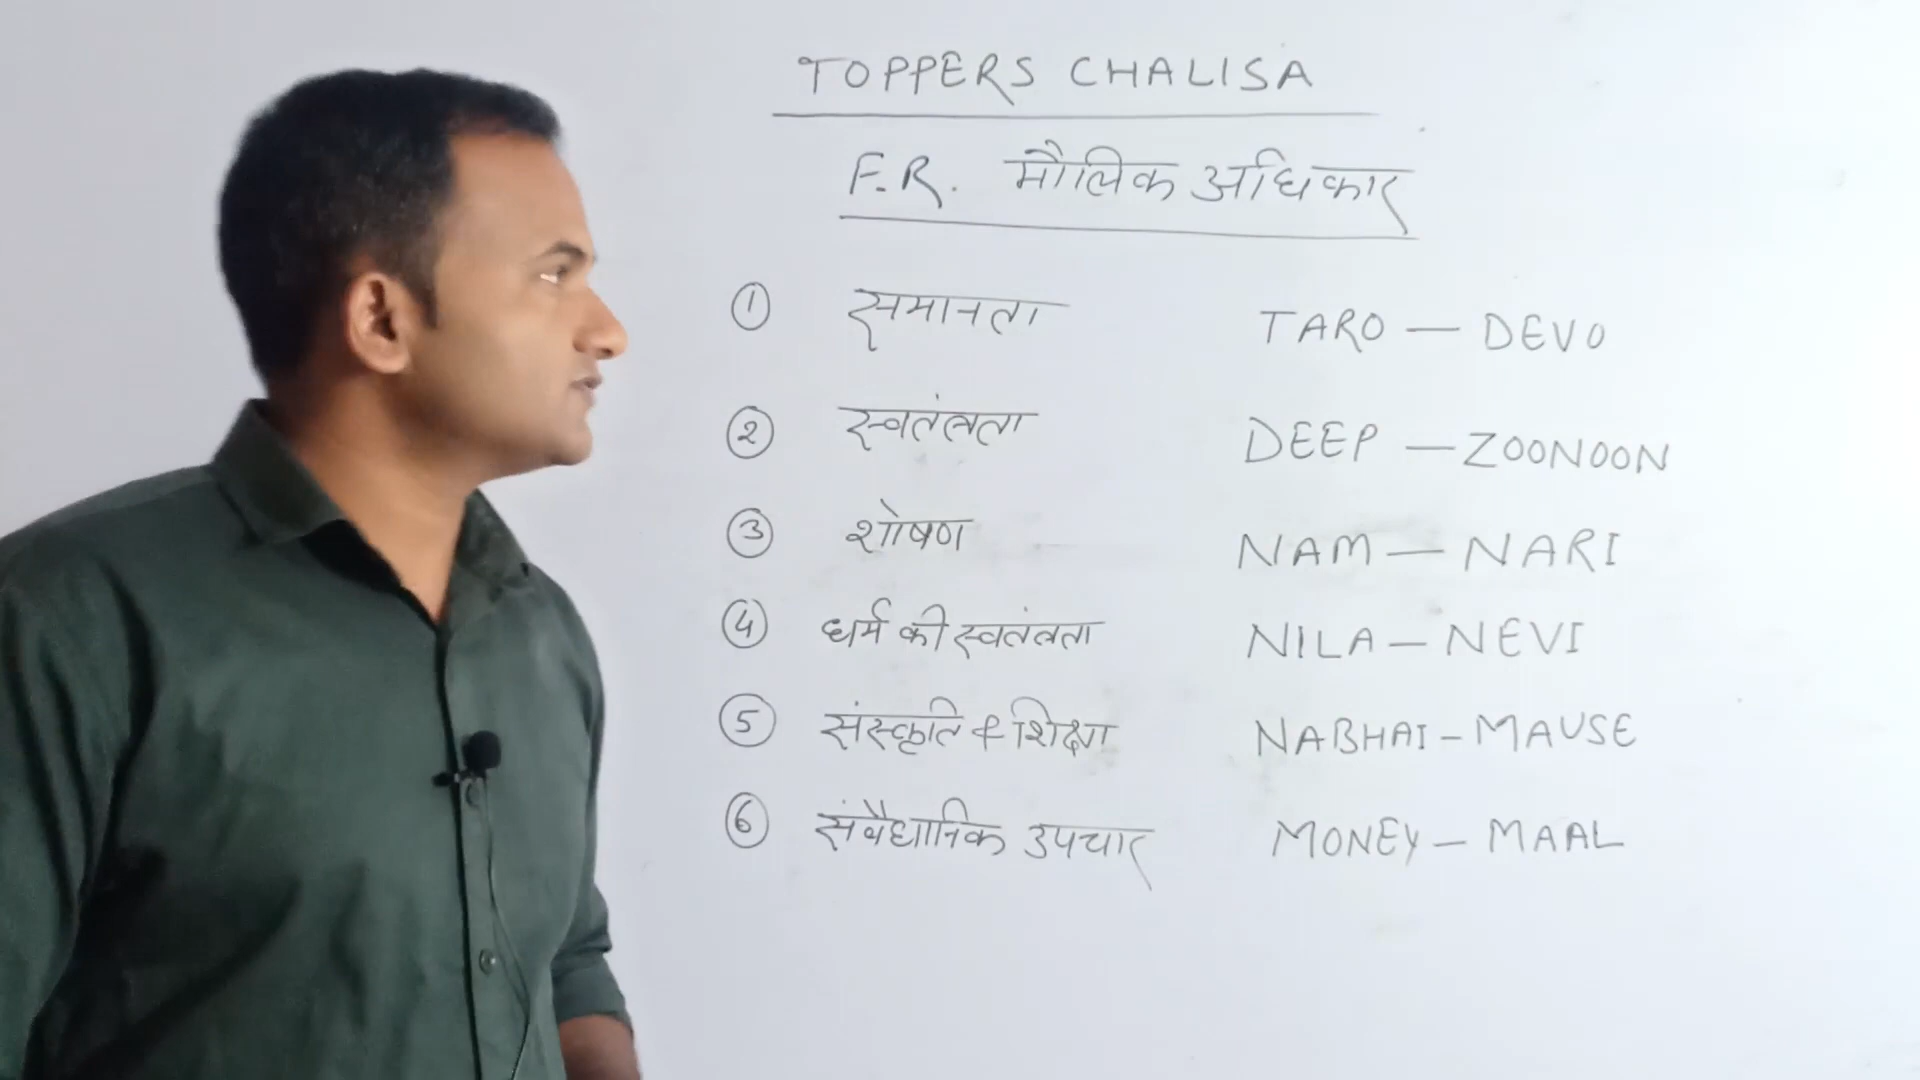 TOPPERS CHALISA
F.R. मौलिक अधिकार
① समानता TARO — DEVO
② स्वतंत्रता DEEP — ZOONOON
③ शोषण NAM — NARI
④ धर्म की स्वतंत्रता NILA — NEVI
⑤ संस्कृति & शिक्षा NABHAI - MAUSE
⑥ संवैधानिक उपचार MONEY — MAAL